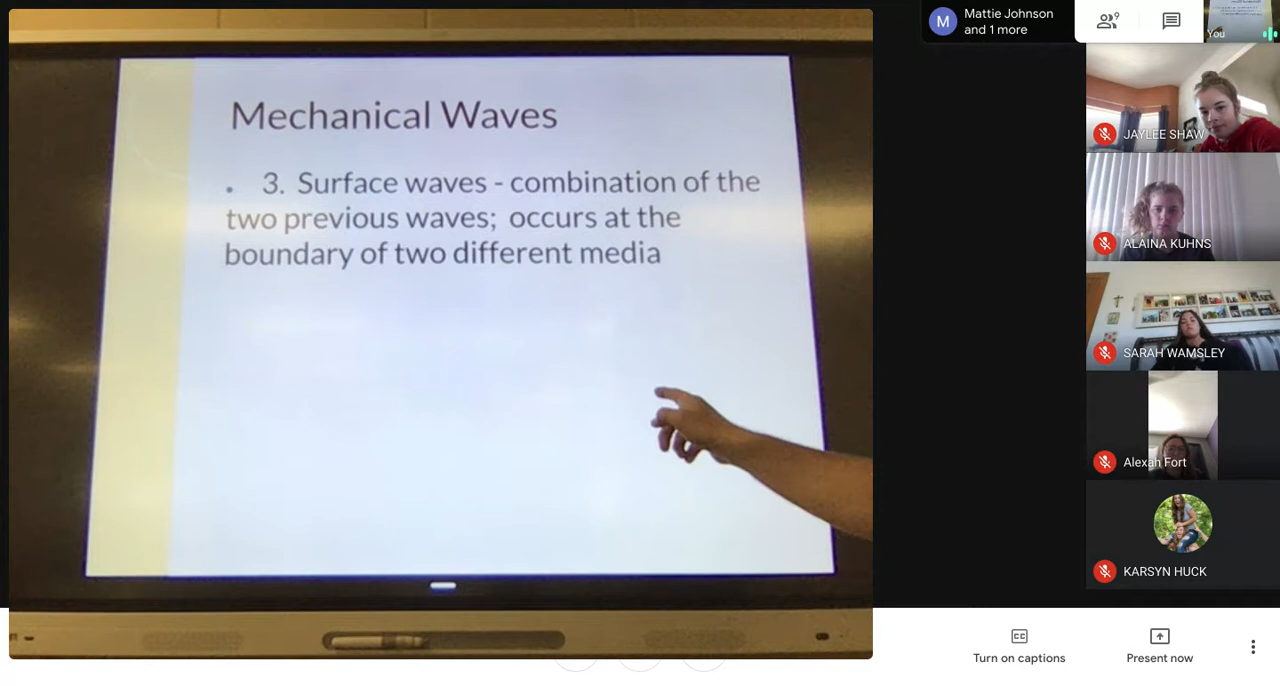 Mechanical Waves
• 3. Surface waves - combination of the
two previous waves; occurs at the
boundary of two different media
M
Mattie Johnson
and 1 more
9
You
JAYLEE SHAW
ALAINA KUHNS
SARAH WAMSLEY
Alexah Fort
KARSYN HUCK
CC
Turn on captions
Present now